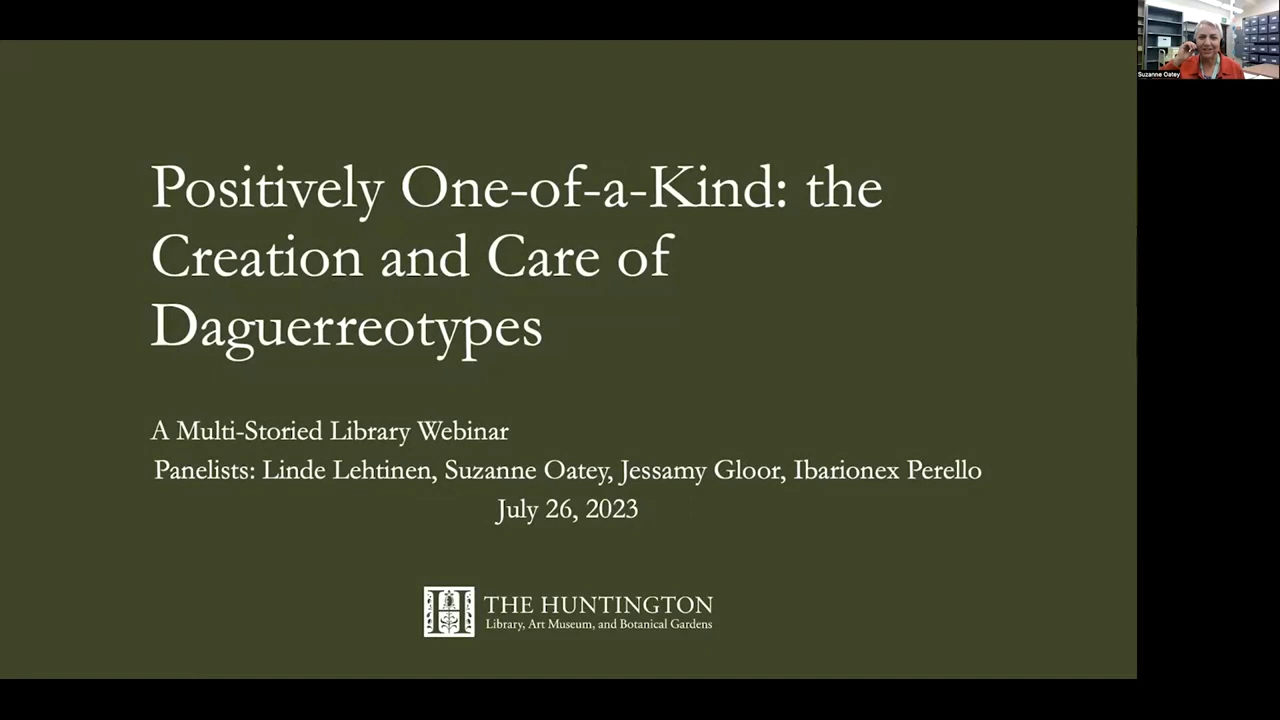 Suzanne Oatey
Positively One-of-a-Kind: the
Creation and Care of
Daguerreotypes
A Multi-Storied Library Webinar
Panelists: Linde Lehtinen, Suzanne Oatey, Jessamy Gloor, Ibarionex Perello
July 26, 2023
H
THE HUNTINGTON
Library, Art Museum, and Botanical Gardens